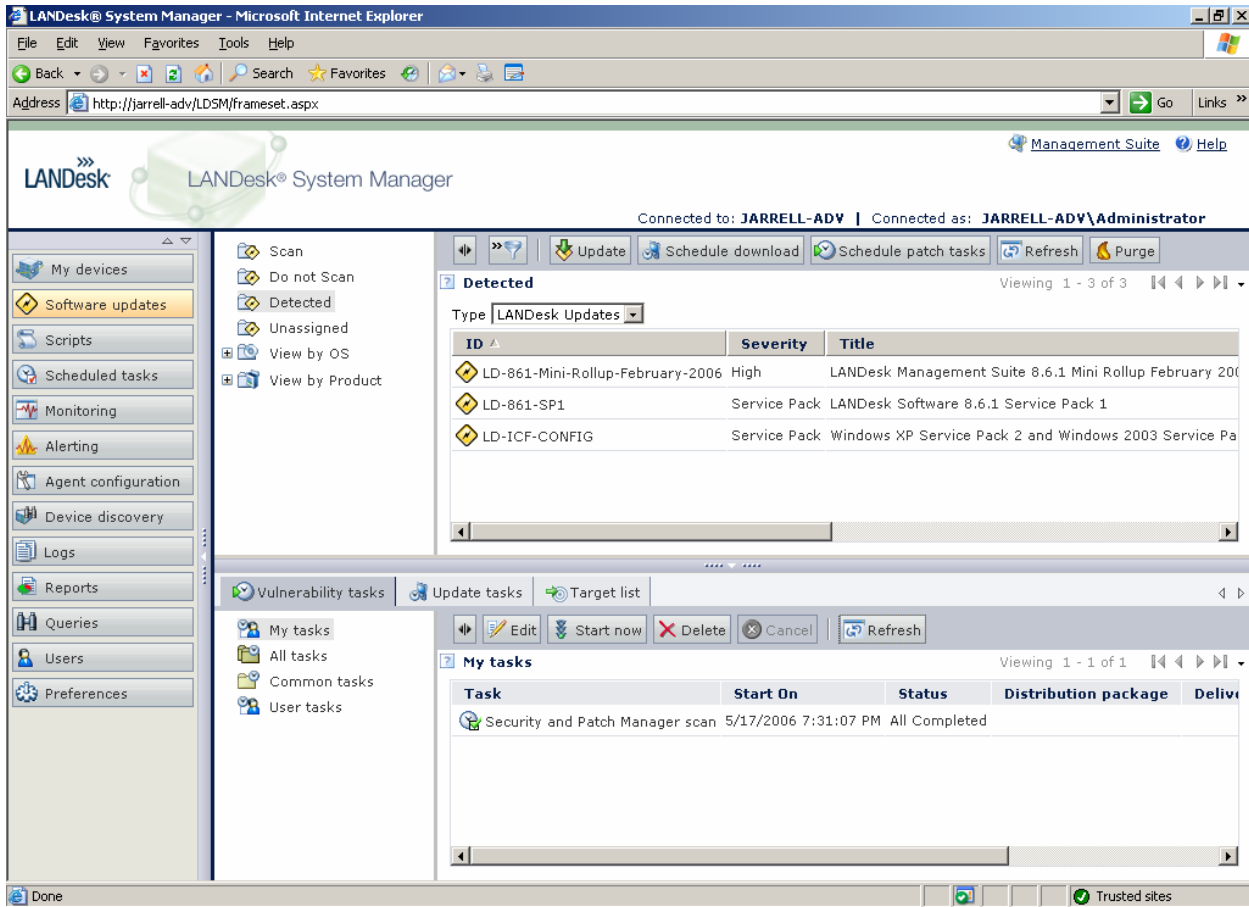 LANDesk® System Manager - Microsoft Internet Explorer
File Edit View Favorites Tools Help
Back Search Favorites
Address http://jarrell-adv/LDSM/frameset.aspx Go Links »
Management Suite Help
LANDesk LANDesk® System Manager
Connected to: JARRELL-ADV | Connected as: JARRELL-ADV\Administrator
My devices
Software updates
Scripts
Scheduled tasks
Monitoring
Alerting
Agent configuration
Device discovery
Logs
Reports
Queries
Users
Preferences
Scan
Do not Scan
Detected
Unassigned
View by OS
View by Product
Update Schedule download Schedule patch tasks Refresh Purge
Detected Viewing 1 - 3 of 3
Type LANDesk Updates
ID Severity Title
LD-861-Mini-Rollup-February-2006 High LANDesk Management Suite 8.6.1 Mini Rollup February 200
LD-861-SP1 Service Pack LANDesk Software 8.6.1 Service Pack 1
LD-ICF-CONFIG Service Pack Windows XP Service Pack 2 and Windows 2003 Service Pa
Vulnerability tasks Update tasks Target list
My tasks
All tasks
Common tasks
User tasks
Edit Start now Delete Cancel Refresh
My tasks Viewing 1 - 1 of 1
Task Start On Status Distribution package Delive
Security and Patch Manager scan 5/17/2006 7:31:07 PM All Completed
Done Trusted sites